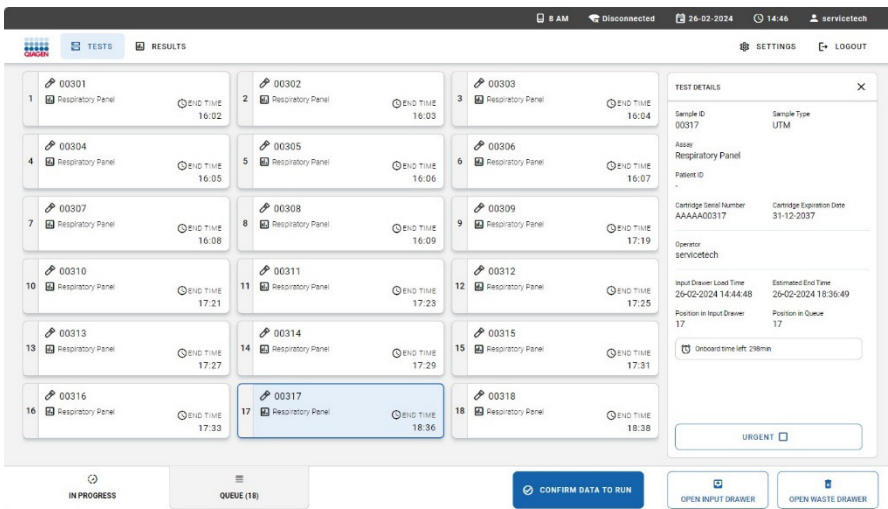 8 AM Disconnected 26-02-2024 14:46 servicetech
QIAGEN TESTS RESULTS SETTINGS LOGOUT
1 00301 Respiratory Panel END TIME 16:02
2 00302 Respiratory Panel END TIME 16:03
3 00303 Respiratory Panel END TIME 16:04
4 00304 Respiratory Panel END TIME 16:05
5 00305 Respiratory Panel END TIME 16:06
6 00306 Respiratory Panel END TIME 16:07
7 00307 Respiratory Panel END TIME 16:08
8 00308 Respiratory Panel END TIME 16:09
9 00309 Respiratory Panel END TIME 17:19
10 00310 Respiratory Panel END TIME 17:21
11 00311 Respiratory Panel END TIME 17:23
12 00312 Respiratory Panel END TIME 17:25
13 00313 Respiratory Panel END TIME 17:27
14 00314 Respiratory Panel END TIME 17:29
15 00315 Respiratory Panel END TIME 17:31
16 00316 Respiratory Panel END TIME 17:33
17 00317 Respiratory Panel END TIME 18:36
18 00318 Respiratory Panel END TIME 18:38
TEST DETAILS
Sample ID Sample Type
00317 UTM
Assay
Respiratory Panel
Patient ID
-
Cartridge Serial Number Cartridge Expiration Date
AAAAA00317 31-12-2037
Operator
servicetech
Input Drawer Load Time Estimated End Time
26-02-2024 14:44:48 26-02-2024 18:36:49
Position in Input Drawer Position in Queue
17 17
Onboard time left: 298min
URGENT
IN PROGRESS QUEUE (18) CONFIRM DATA TO RUN OPEN INPUT DRAWER OPEN WASTE DRAWER